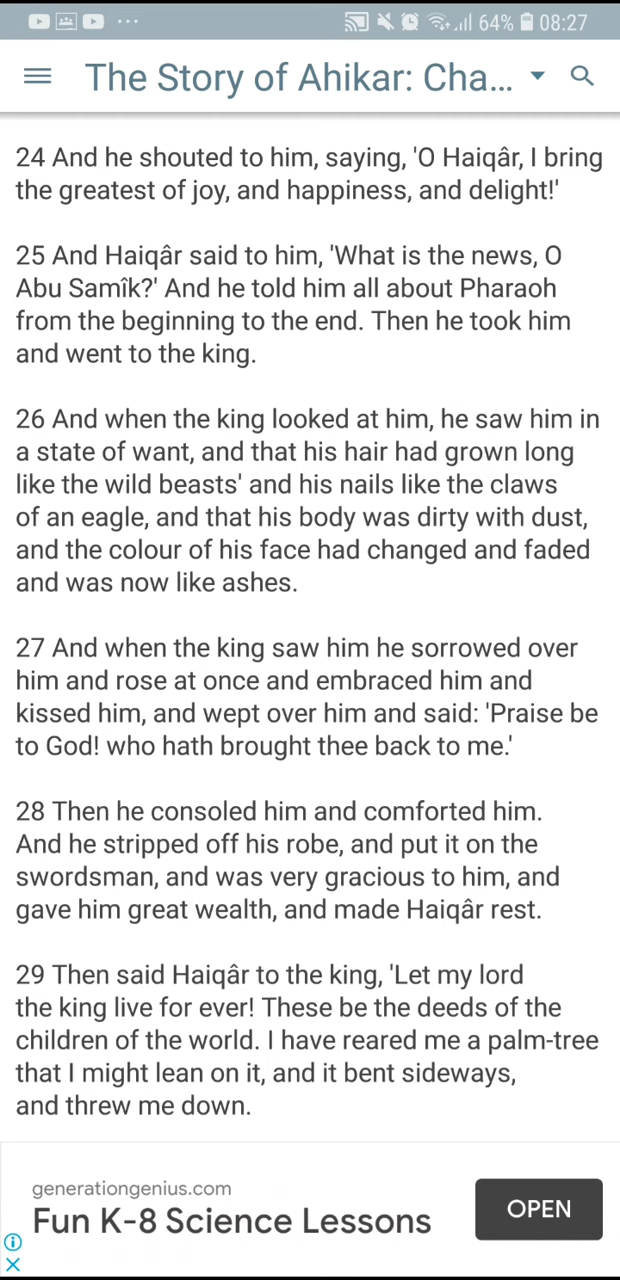 64% 08:27
The Story of Ahikar: Cha...
24 And he shouted to him, saying, 'O Haiqâr, I bring
the greatest of joy, and happiness, and delight!'
25 And Haiqâr said to him, 'What is the news, O
Abu Samîk?' And he told him all about Pharaoh
from the beginning to the end. Then he took him
and went to the king.
26 And when the king looked at him, he saw him in
a state of want, and that his hair had grown long
like the wild beasts' and his nails like the claws
of an eagle, and that his body was dirty with dust,
and the colour of his face had changed and faded
and was now like ashes.
27 And when the king saw him he sorrowed over
him and rose at once and embraced him and
kissed him, and wept over him and said: 'Praise be
to God! who hath brought thee back to me.'
28 Then he consoled him and comforted him.
And he stripped off his robe, and put it on the
swordsman, and was very gracious to him, and
gave him great wealth, and made Haiqâr rest.
29 Then said Haiqâr to the king, 'Let my lord
the king live for ever! These be the deeds of the
children of the world. I have reared me a palm-tree
that I might lean on it, and it bent sideways,
and threw me down.
generationgenius.com
Fun K-8 Science Lessons
OPEN